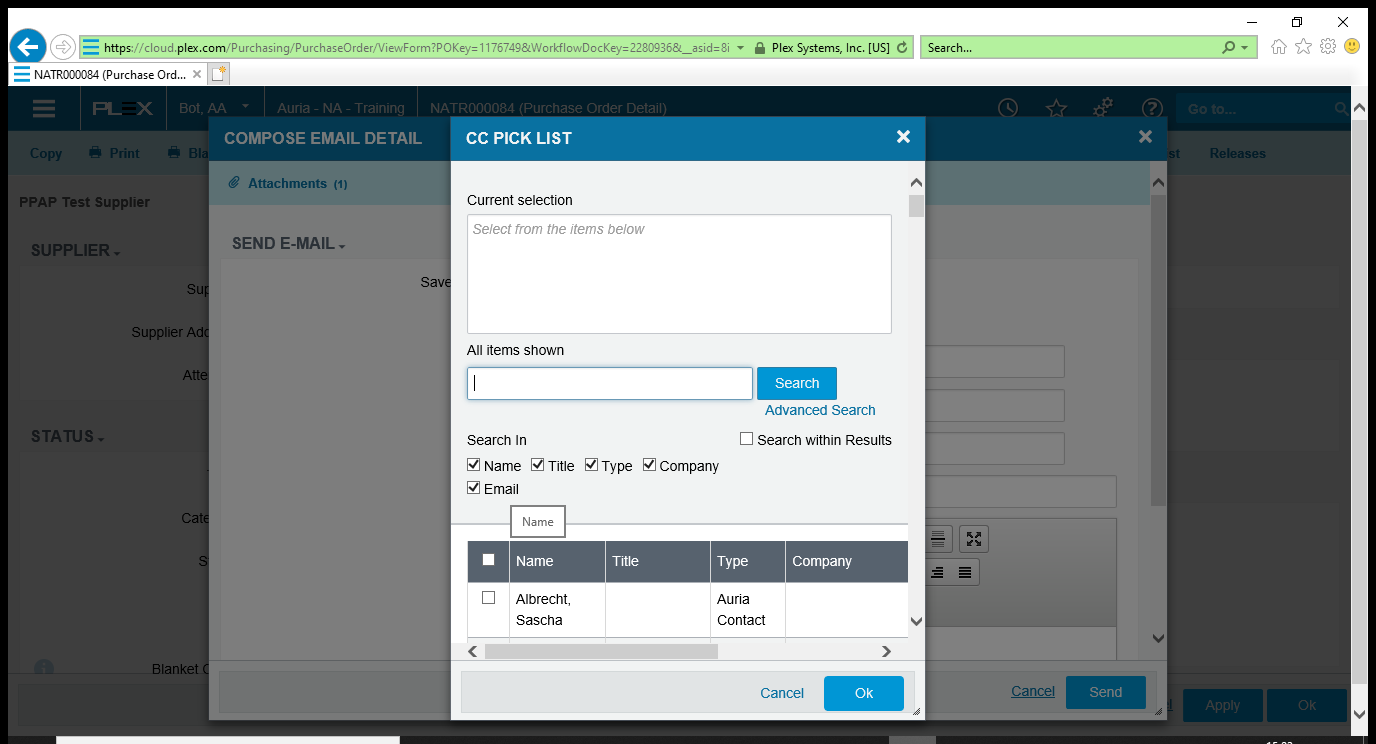 https://cloud.plex.com/Purchasing/PurchaseOrder/ViewForm?POKey=1176749&WorkflowDocKey=2280936&__asid=8i
Plex Systems, Inc. [US]
Search...
NATR000084 (Purchase Ord...
PLEX
Bot, AA
Auria - NA - Training
NATR000084 (Purchase Order Detail)
Go to...
Copy
Print
Bla
st
Releases
COMPOSE EMAIL DETAIL
CC PICK LIST
Attachments (1)
PPAP Test Supplier
SEND E-MAIL
SUPPLIER
Save
Sup
Supplier Add
Atte
STATUS
Cate
S
Blanket O
Current selection
Select from the items below
All items shown
Search
Advanced Search
Search In
Search within Results
Name Title Type Company
Email
Name
Name Title Type Company
Albrecht, Sascha
Auria Contact
Cancel
Ok
Cancel
Send
Apply
Ok